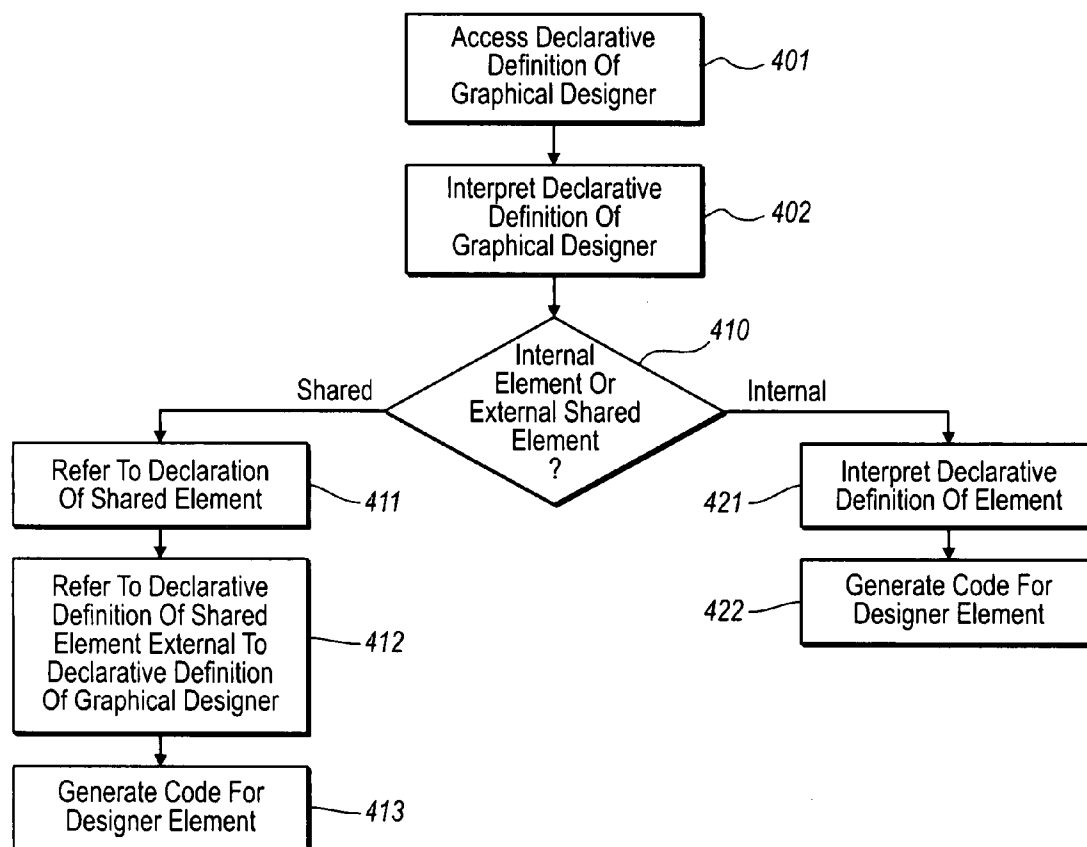 Access Declarative
Definition Of
Graphical Designer
401
Interpret Declarative
Definition Of
Graphical Designer
402
Internal
Element Or
External Shared
Element
?
410
Shared
Internal
Refer To Declaration
Of Shared Element
411
Interpret Declarative
Definition Of Element
421
Refer To Declarative
Definition Of Shared
Element External To
Declarative Definition
Of Graphical Designer
412
Generate Code For
Designer Element
422
Generate Code For
Designer Element
413